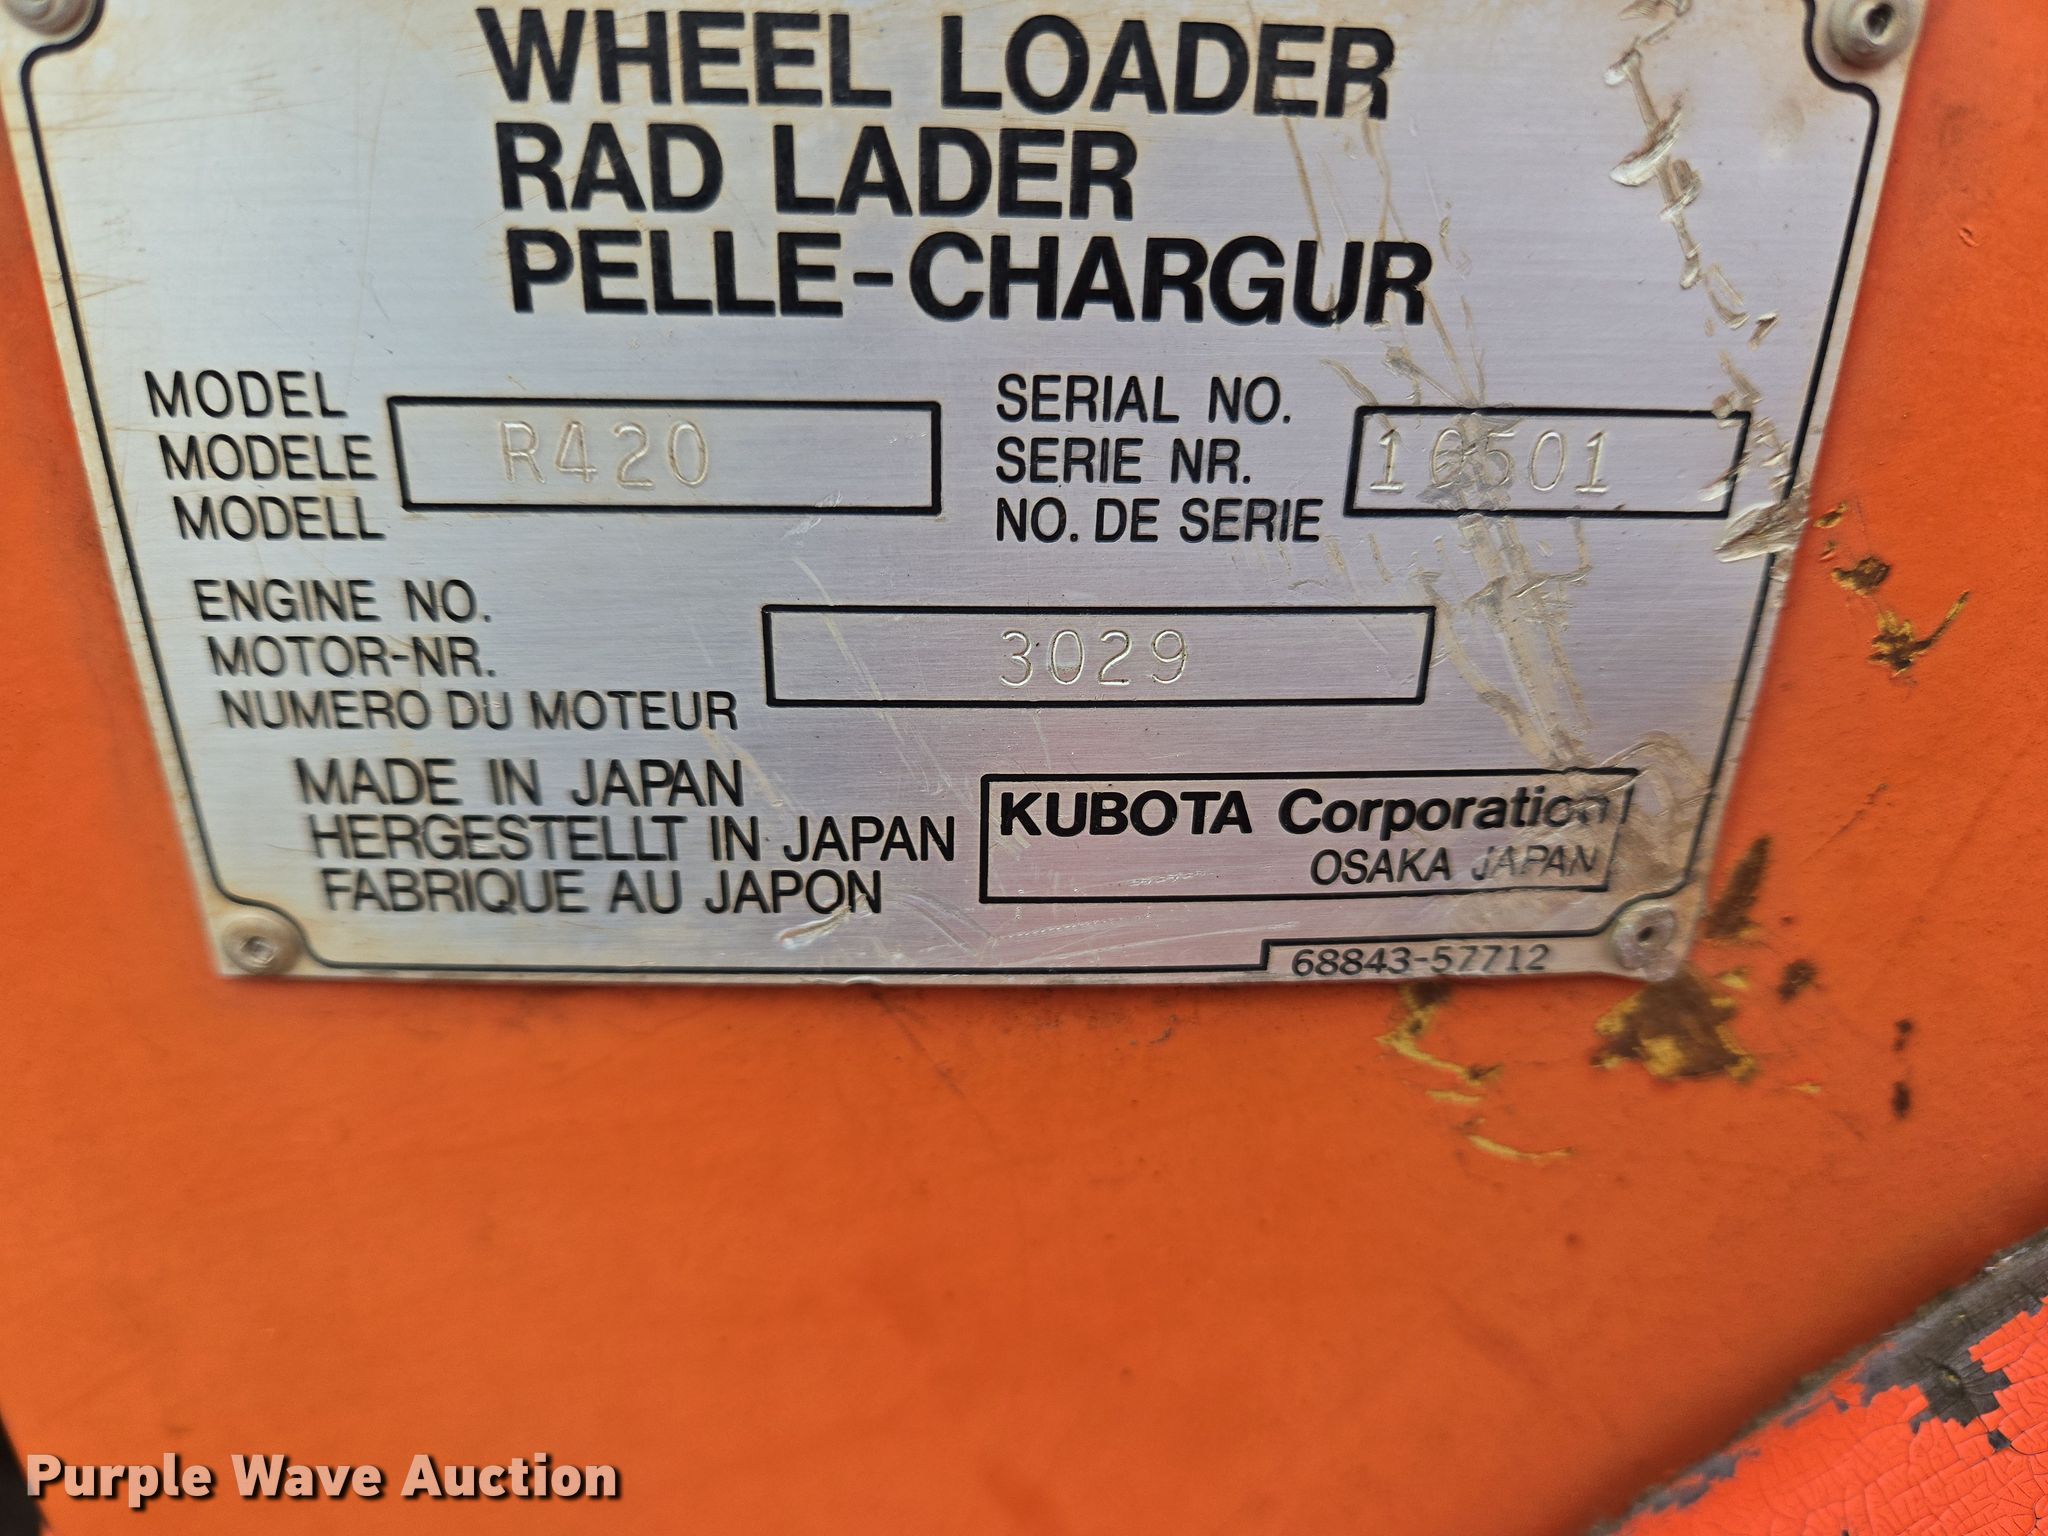 WHEEL LOADER
RAD LADER
PELLE-CHARGUR
MODEL
MODELE
MODELL
R420
SERIAL NO.
SERIE NR.
NO. DE SERIE
10501
ENGINE NO.
MOTOR-NR.
NUMERO DU MOTEUR
3029
MADE IN JAPAN
HERGESTELLT IN JAPAN
FABRIQUE AU JAPON
KUBOTA Corporation
OSAKA JAPAN
68843-57712
Purple Wave Auction